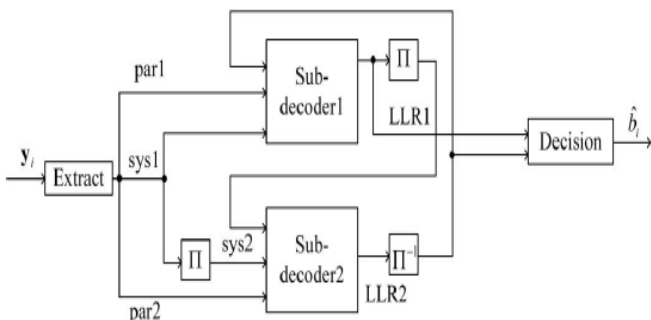 par1
Sub-
decoder1
Π
LLR1
y_i
Extract
sys1
Decision
b̂_i
Π
sys2
Sub-
decoder2
Π⁻¹
LLR2
par2